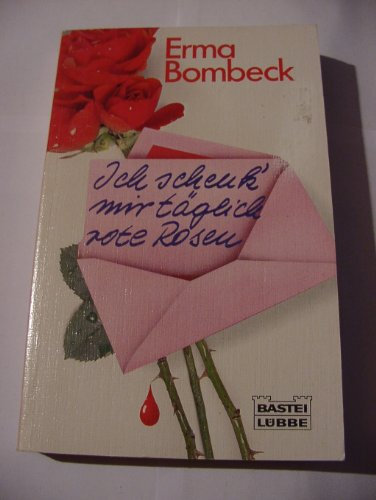 Erma
Bombeck
Ich schenk'
mir täglich
rote Rosen
BASTEI
LÜBBE